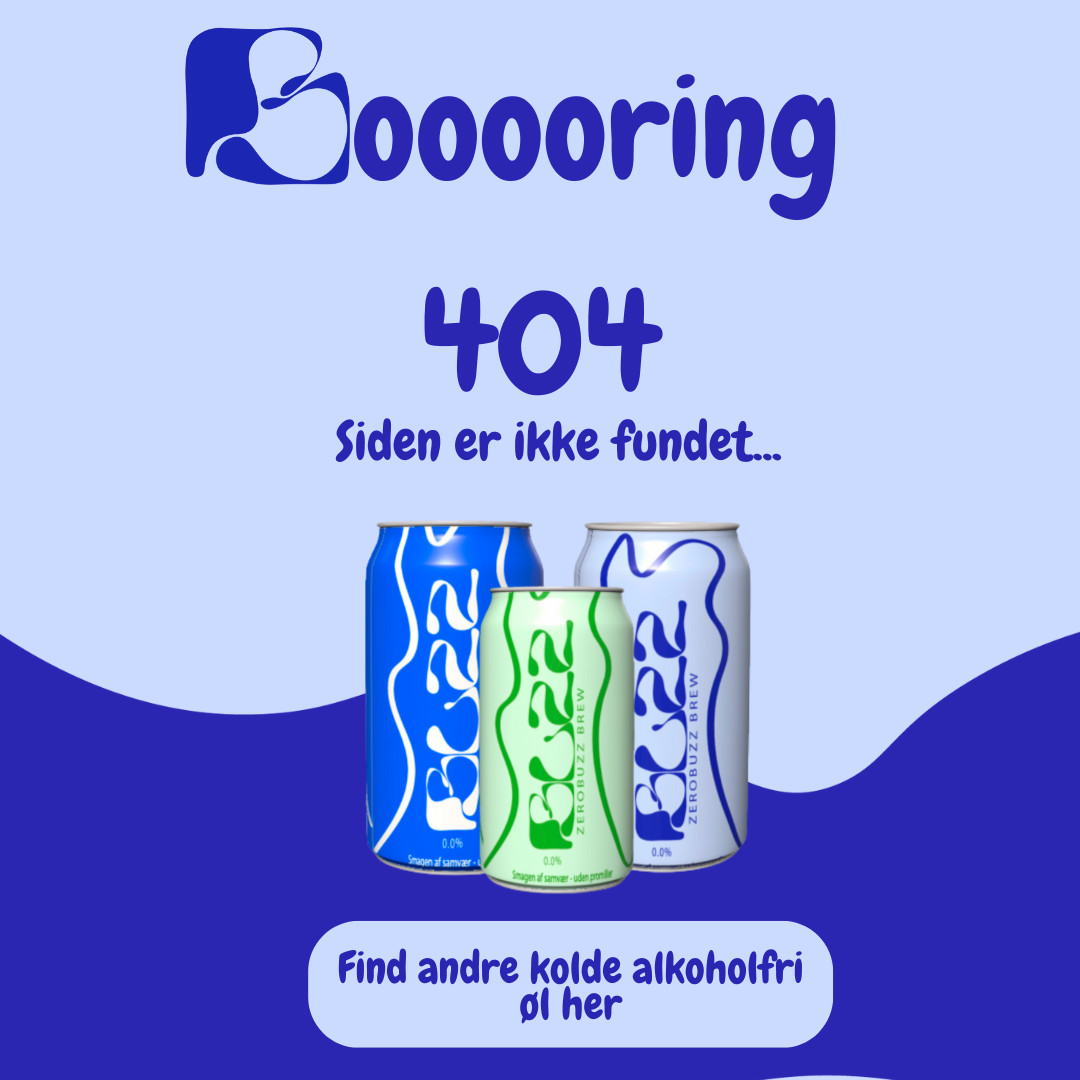 Booooring
404
Siden er ikke fundet...
BUZZ
0.0%
Smagen af samvær - u
BUZZ
ZEROBUZZ BREW
0.0%
Smagen af samvær - uden promiller
BUZZ
ZEROBUZZ BREW
0.0%
Find andre kolde alkoholfri
øl her